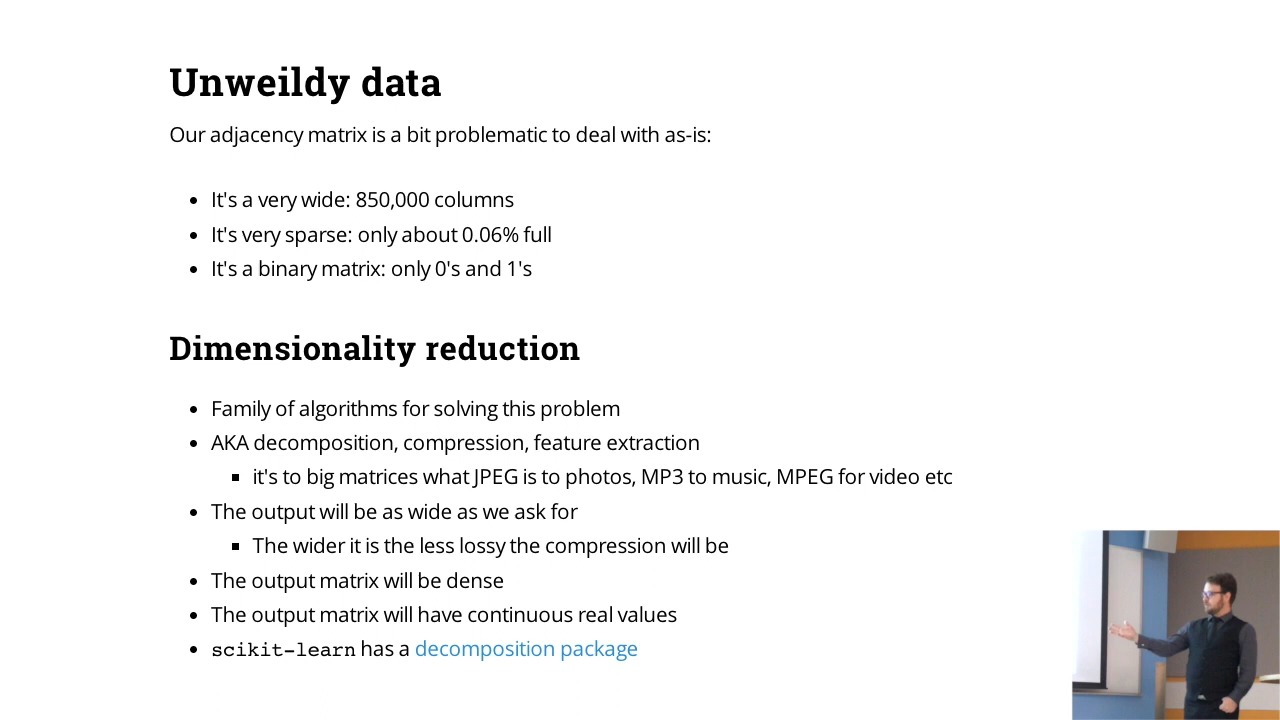 Unweildy data
Our adjacency matrix is a bit problematic to deal with as-is:
It's a very wide: 850,000 columns
It's very sparse: only about 0.06% full
It's a binary matrix: only 0's and 1's
Dimensionality reduction
Family of algorithms for solving this problem
AKA decomposition, compression, feature extraction
it's to big matrices what JPEG is to photos, MP3 to music, MPEG for video etc
The output will be as wide as we ask for
The wider it is the less lossy the compression will be
The output matrix will be dense
The output matrix will have continuous real values
scikit-learn has a decomposition package